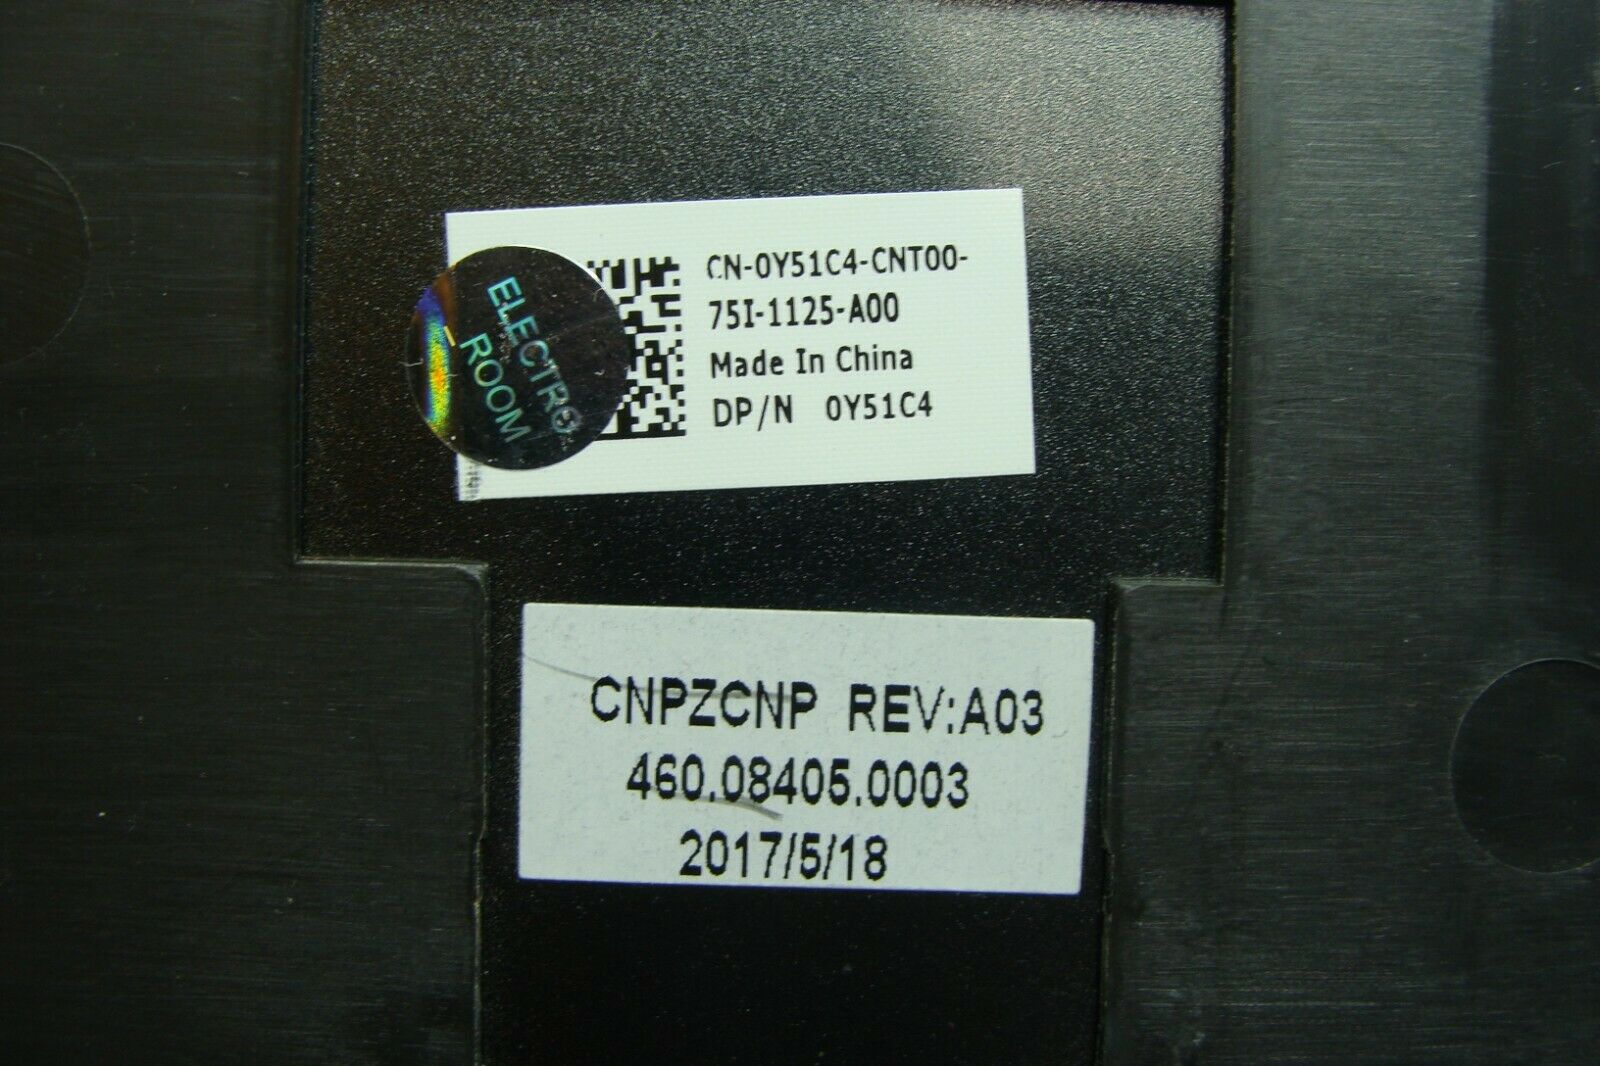 CN-0Y51C4-CNT00-
75I-1125-A00
Made In China
DP/N 0Y51C4
ELECTRO
ROOM
CNPZCNP REV:A03
460.08405.0003
2017/5/18